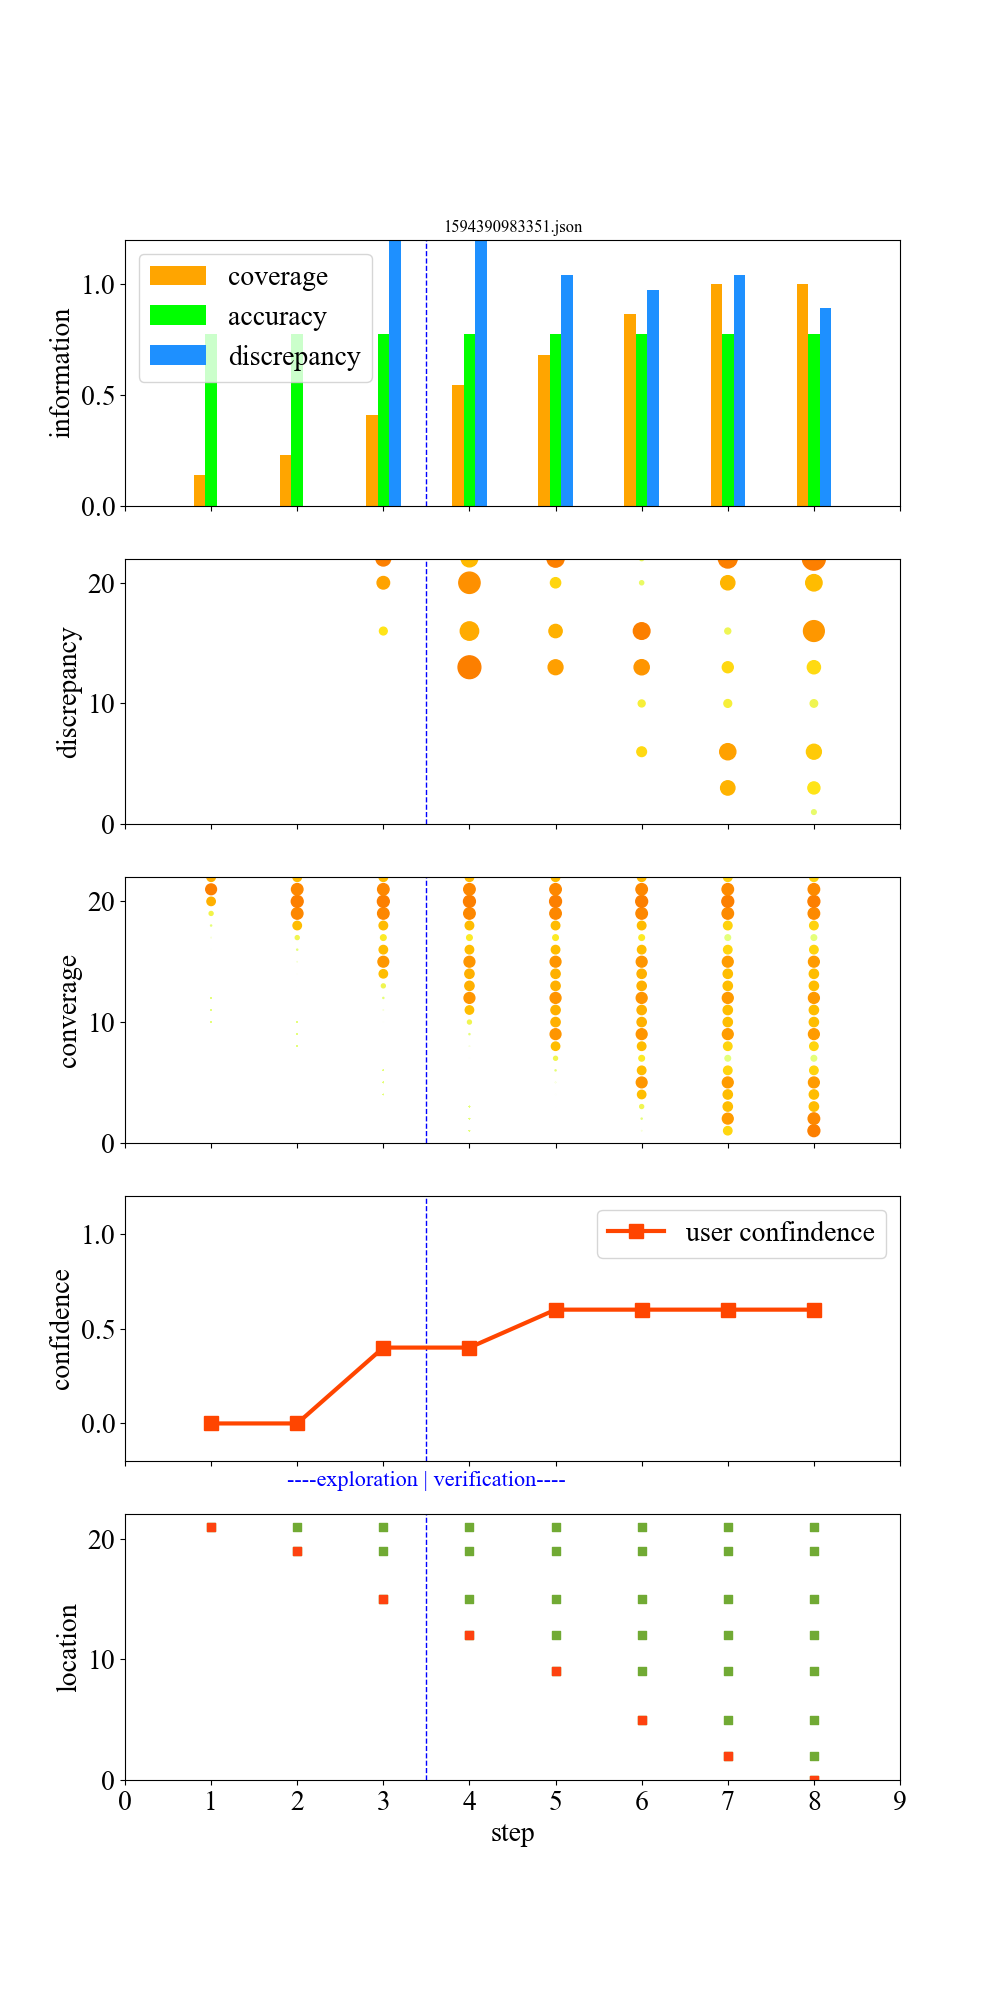 1594390983351.json
1.0
0.5
0.0
information
coverage
accuracy
discrepancy
20
10
0
discrepancy
20
10
0
converage
1.0
0.5
0.0
confidence
user confindence
----exploration | verification----
20
10
0
location
0 1 2 3 4 5 6 7 8 9
step